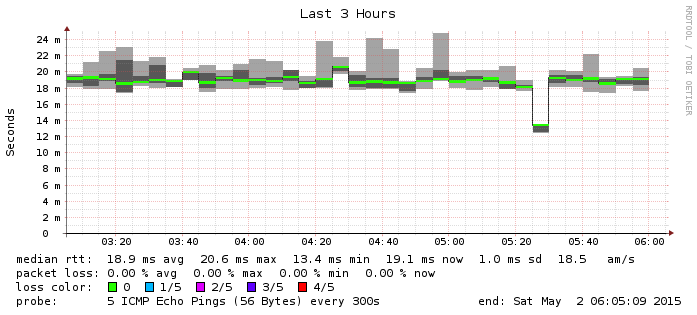 Last 3 Hours
RRDTOOL / TOBI OETIKER
Seconds
24 m
22 m
20 m
18 m
16 m
14 m
12 m
10 m
8 m
6 m
4 m
2 m
0
03:20 03:40 04:00 04:20 04:40 05:00 05:20 05:40 06:00
median rtt: 18.9 ms avg 20.6 ms max 13.4 ms min 19.1 ms now 1.0 ms sd 18.5 am/s
packet loss: 0.00 % avg 0.00 % max 0.00 % min 0.00 % now
loss color: 0 1/5 2/5 3/5 4/5
probe: 5 ICMP Echo Pings (56 Bytes) every 300s end: Sat May 2 06:05:09 2015